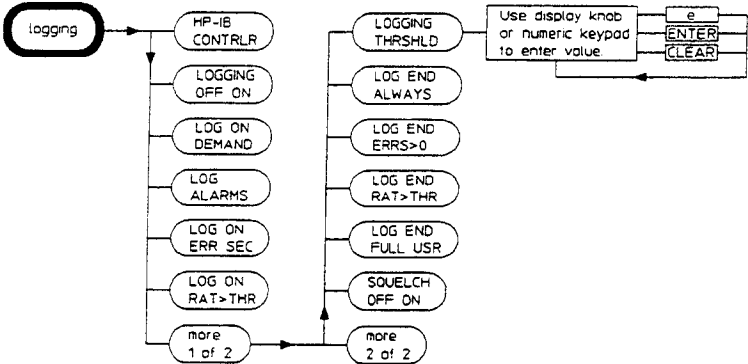 logging
HP-IB
CONTRLR
LOGGING
OFF ON
LOG ON
DEMAND
LOG
ALARMS
LOG ON
ERR SEC
LOG ON
RAT>THR
more
1 of 2
LOGGING
THRSHLD
LOG END
ALWAYS
LOG END
ERRS>0
LOG END
RAT>THR
LOG END
FULL USR
SQUELCH
OFF ON
more
2 of 2
Use display knob
or numeric keypad
to enter value.
e
ENTER
CLEAR